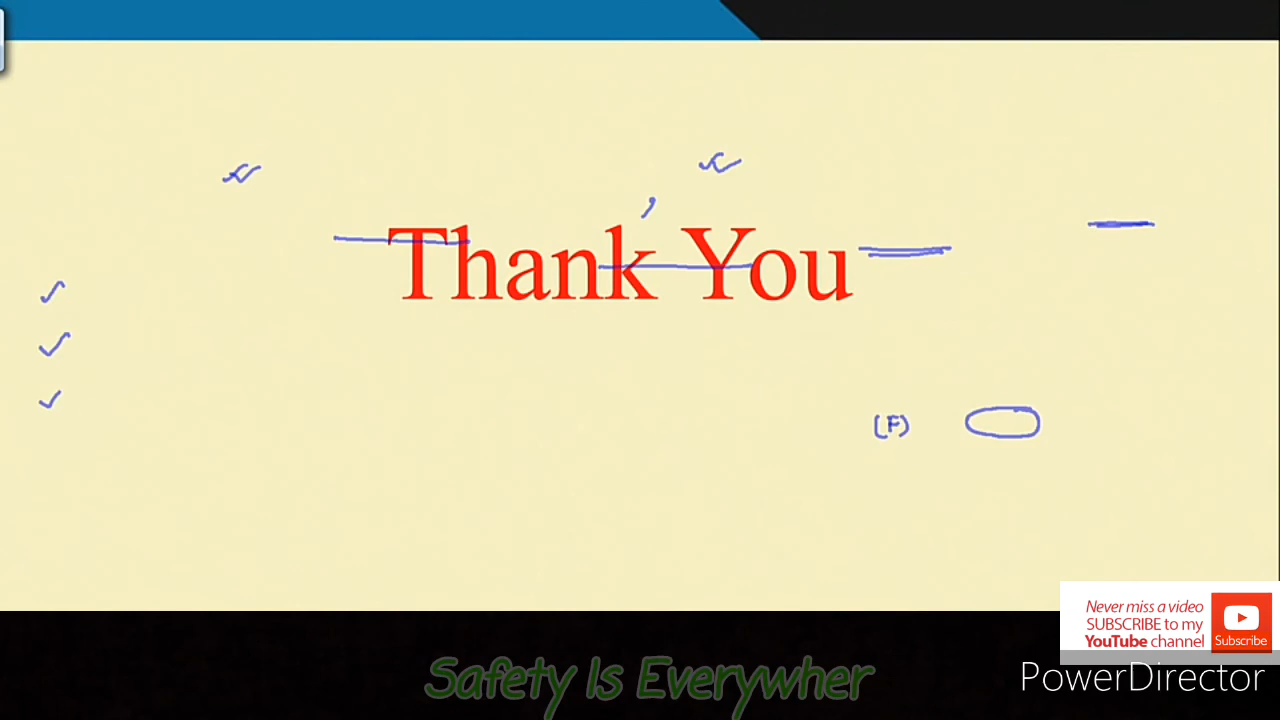 Thank You
(F)
Never miss a video
SUBSCRIBE to my
YouTube channel
Subscribe
PowerDirector
Safety Is Everywher